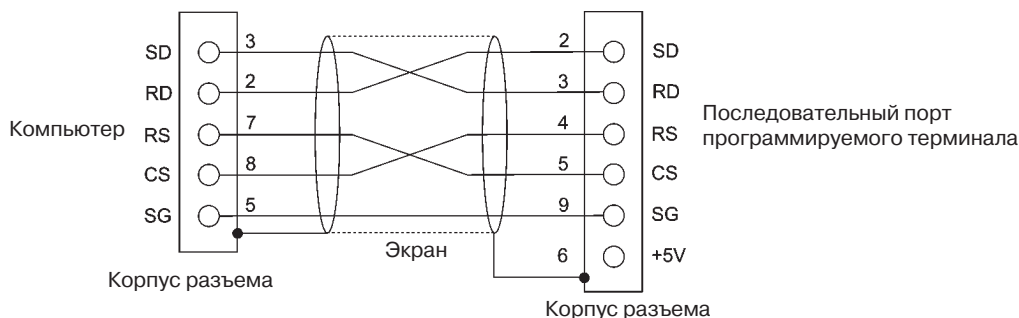 SD 3 2 SD
RD 2 3 RD
Компьютер RS 7 4 RS
Последовательный порт
программируемого терминала
CS 8 5 CS
SG 5 9 SG
Экран
6 +5V
Корпус разъема
Корпус разъема